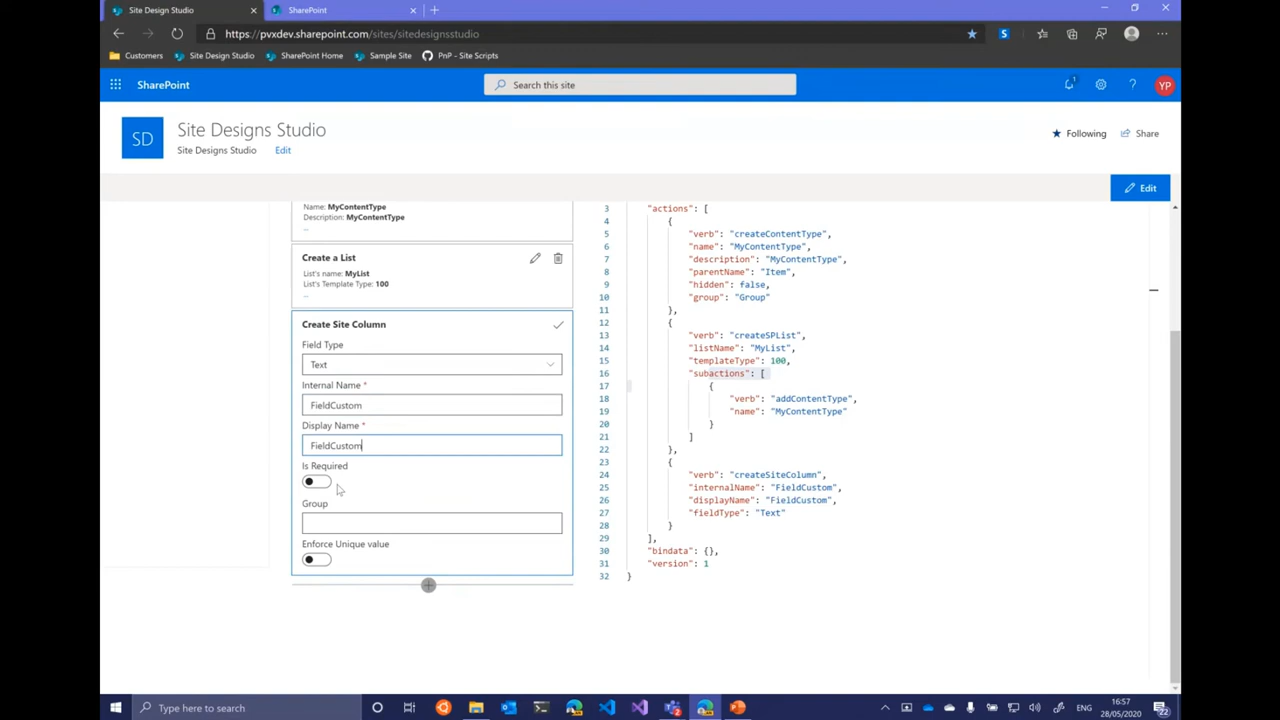 Site Designs Studio
SharePoint
https://pvxdev.sharepoint.com/sites/sitedesignsstudio
Customers
Site Designs Studio
SharePoint Home
Sample Site
PnP - Site Scripts
SharePoint
Search this site
1
YP
SD
Site Designs Studio
Site Designs Studio
Edit
Following
Share
Edit
Name: MyContentType
Description: MyContentType
...
Create a List
List's name: MyList
List's Template Type: 100
...
Create Site Column
Field Type
Text
Internal Name *
FieldCustom
Display Name *
FieldCustom
Is Required
Group
Enforce Unique value
3 "actions": [
4 {
5 "verb": "createContentType",
6 "name": "MyContentType",
7 "description": "MyContentType",
8 "parentName": "Item",
9 "hidden": false,
10 "group": "Group"
11 },
12 {
13 "verb": "createSPList",
14 "listName": "MyList",
15 "templateType": 100,
16 "subactions": [
17 {
18 "verb": "addContentType",
19 "name": "MyContentType"
20 }
21 ]
22 },
23 {
24 "verb": "createSiteColumn",
25 "internalName": "FieldCustom",
26 "displayName": "FieldCustom",
27 "fieldType": "Text"
28 }
29 ],
30 "bindata": {},
31 "version": 1
32 }
Type here to search
ENG
16:57
28/05/2020
22